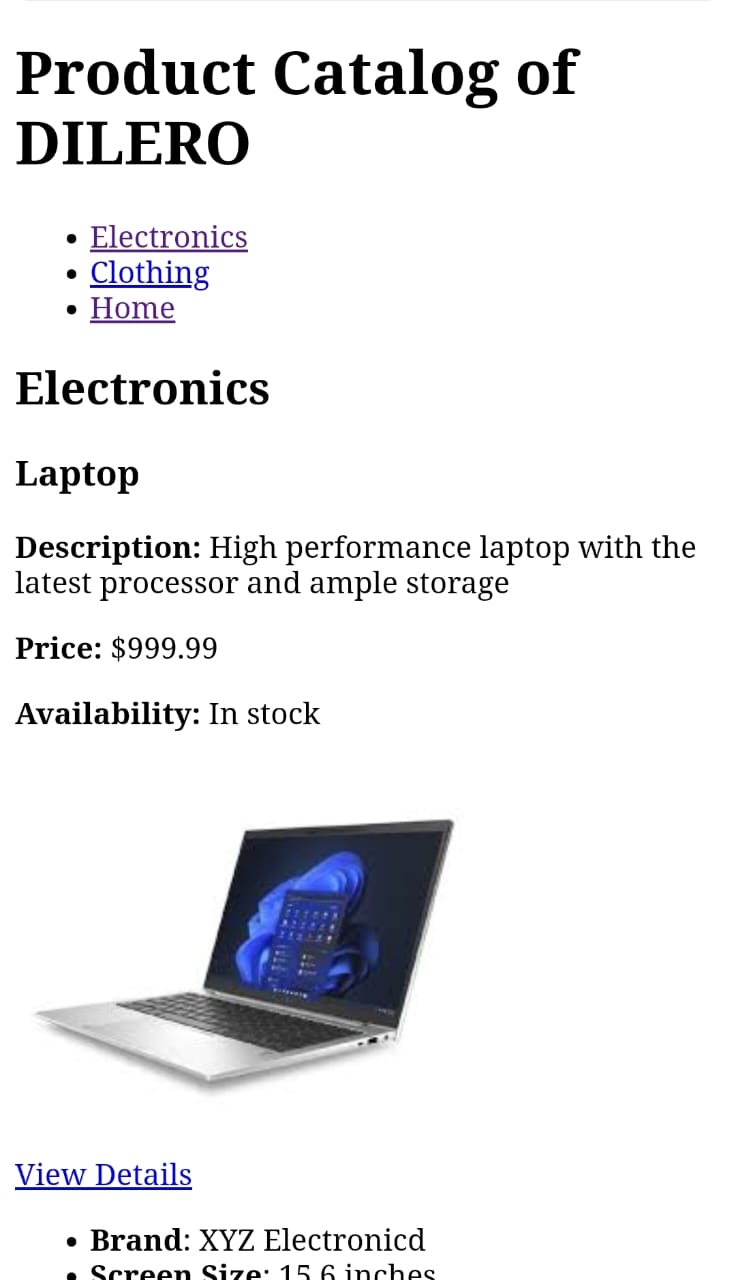 Product Catalog of
DILERO
Electronics
Clothing
Home
Electronics
Laptop
Description: High performance laptop with the
latest processor and ample storage
Price: $999.99
Availability: In stock
View Details
Brand: XYZ Electronicd
Screen Size: 15.6 inches